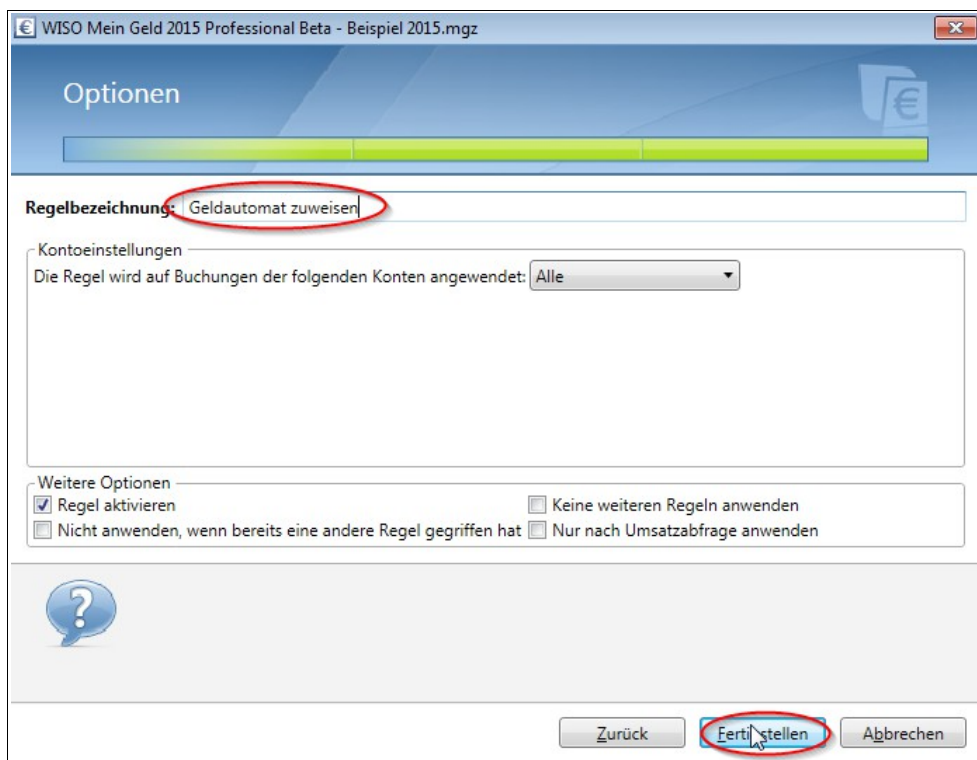 WISO Mein Geld 2015 Professional Beta - Beispiel 2015.mgz
Optionen
Regelbezeichnung: Geldautomat zuweisen
Kontoeinstellungen
Die Regel wird auf Buchungen der folgenden Konten angewendet: Alle
Weitere Optionen
Regel aktivieren Keine weiteren Regeln anwenden
Nicht anwenden, wenn bereits eine andere Regel gegriffen hat Nur nach Umsatzabfrage anwenden
Zurück Fertigstellen Abbrechen